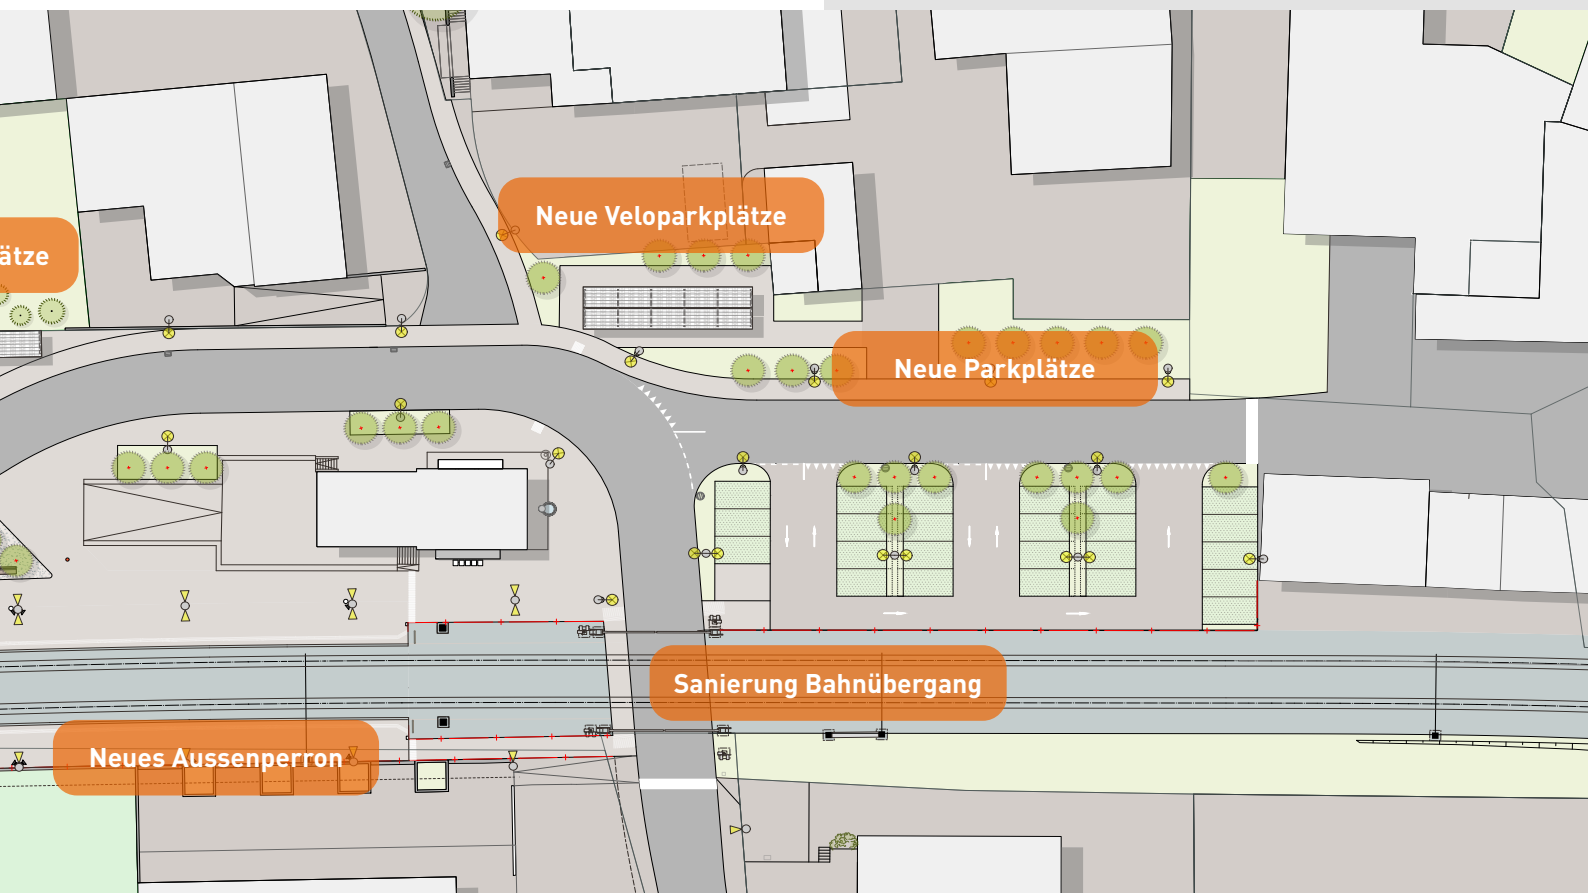 Neue Veloparkplätze
ätze
Neue Parkplätze
Sanierung Bahnübergang
Neues Aussenperron